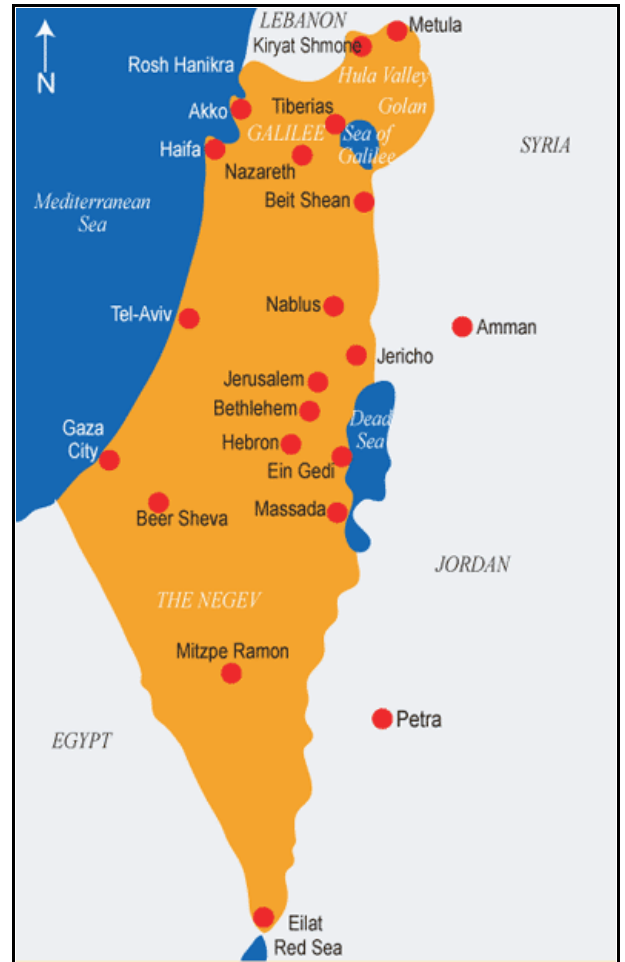 LEBANON
Metula
Kiryat Shmone
Rosh Hanikra
Hula Valley
N
Akko
Tiberias
Golan
GALILEE
Sea of
Galilee
Haifa
SYRIA
Nazareth
Mediterranean
Sea
Beit Shean
Nablus
Tel-Aviv
Amman
Jericho
Jerusalem
Bethlehem
Dead
Sea
Gaza
City
Hebron
Ein Gedi
Massada
Beer Sheva
JORDAN
THE NEGEV
Mitzpe Ramon
Petra
EGYPT
Eilat
Red Sea